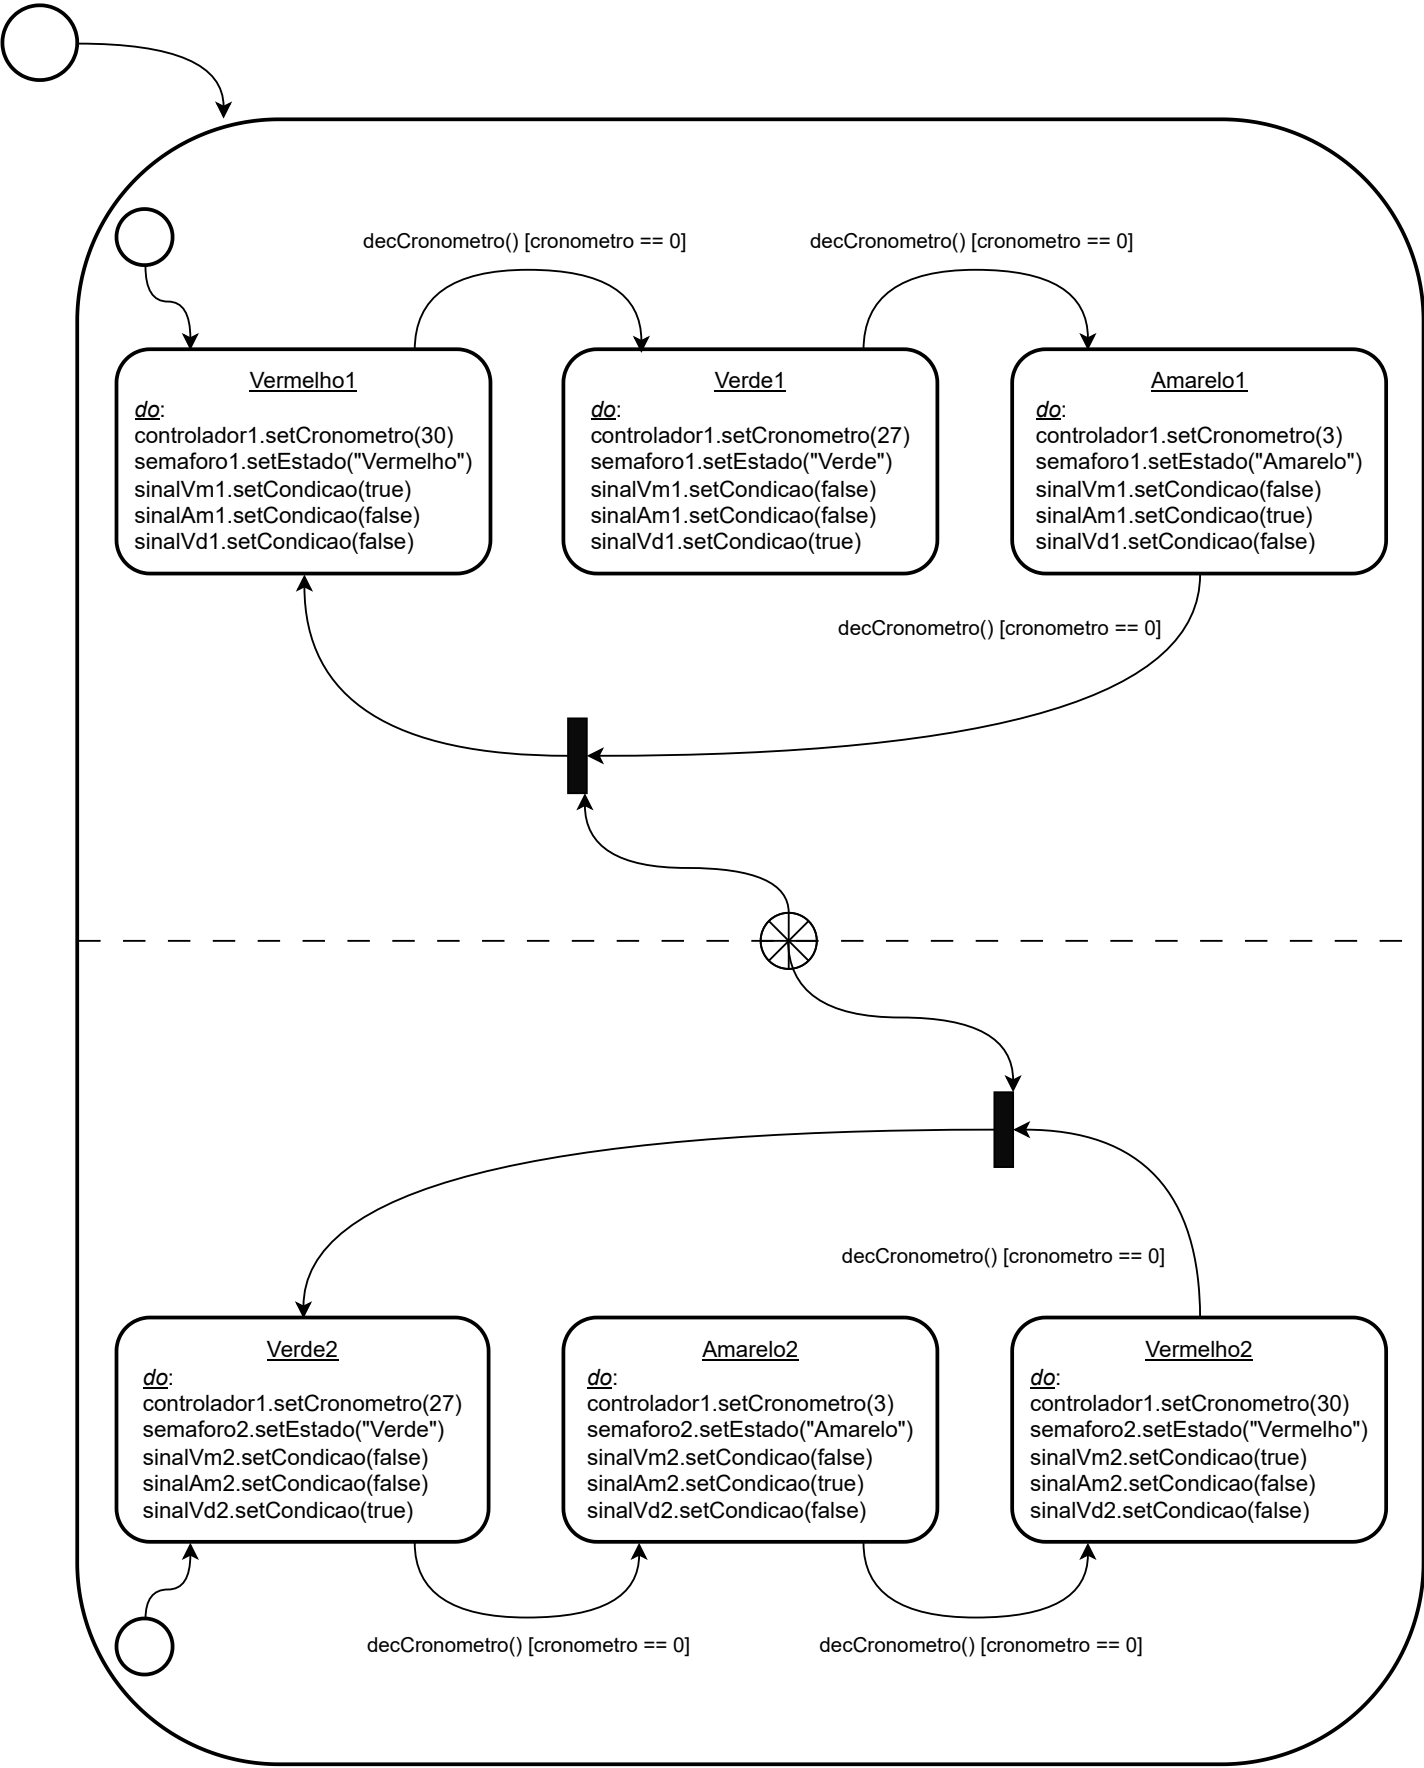 decCronometro() [cronometro == 0]
decCronometro() [cronometro == 0]
Vermelho1
do:
controlador1.setCronometro(30)
semaforo1.setEstado("Vermelho")
sinalVm1.setCondicao(true)
sinalAm1.setCondicao(false)
sinalVd1.setCondicao(false)
Verde1
do:
controlador1.setCronometro(27)
semaforo1.setEstado("Verde")
sinalVm1.setCondicao(false)
sinalAm1.setCondicao(false)
sinalVd1.setCondicao(true)
Amarelo1
do:
controlador1.setCronometro(3)
semaforo1.setEstado("Amarelo")
sinalVm1.setCondicao(false)
sinalAm1.setCondicao(true)
sinalVd1.setCondicao(false)
decCronometro() [cronometro == 0]
decCronometro() [cronometro == 0]
Verde2
do:
controlador1.setCronometro(27)
semaforo2.setEstado("Verde")
sinalVm2.setCondicao(false)
sinalAm2.setCondicao(false)
sinalVd2.setCondicao(true)
Amarelo2
do:
controlador1.setCronometro(3)
semaforo2.setEstado("Amarelo")
sinalVm2.setCondicao(false)
sinalAm2.setCondicao(true)
sinalVd2.setCondicao(false)
Vermelho2
do:
controlador1.setCronometro(30)
semaforo2.setEstado("Vermelho")
sinalVm2.setCondicao(true)
sinalAm2.setCondicao(false)
sinalVd2.setCondicao(false)
decCronometro() [cronometro == 0]
decCronometro() [cronometro == 0]